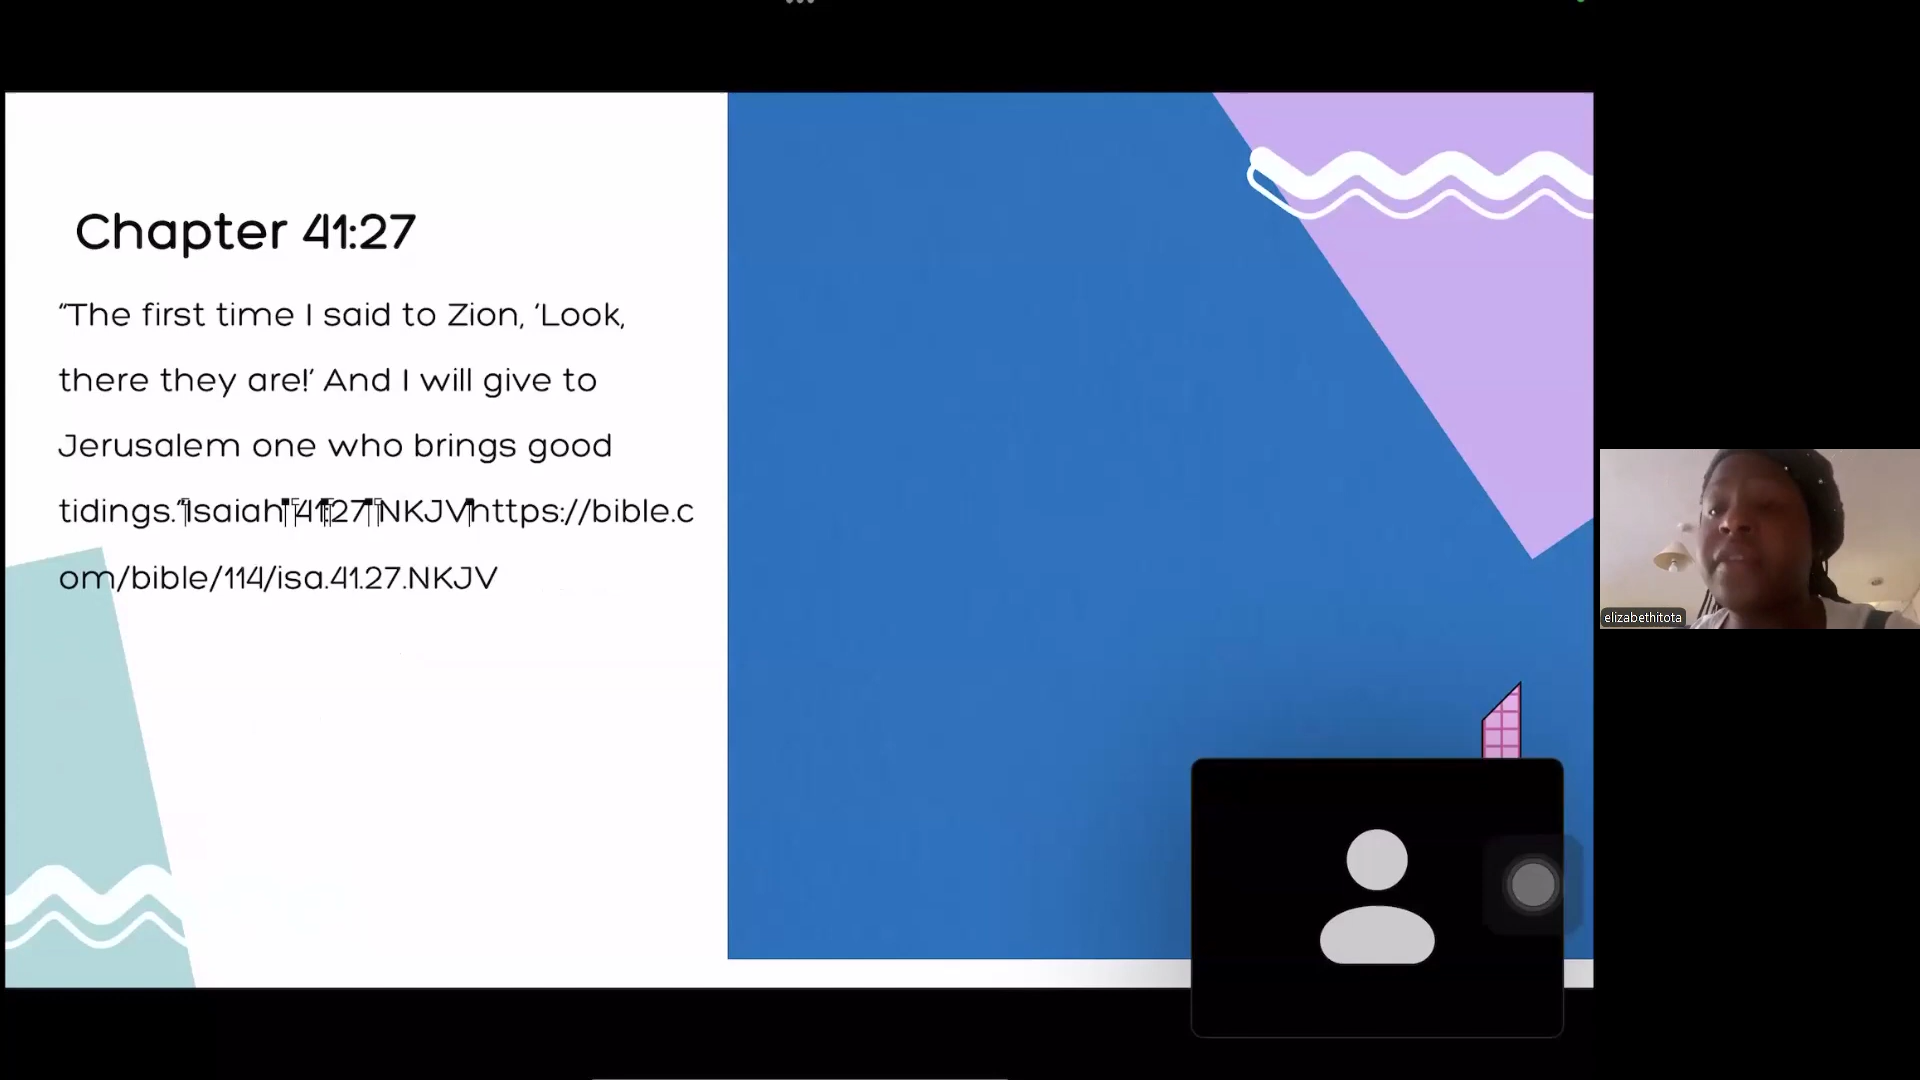 Chapter 41:27
“The first time I said to Zion, ‘Look,
there they are!’ And I will give to
Jerusalem one who brings good
tidings.”Isaiah 41:27 NKJV https://bible.c
om/bible/114/isa.41.27.NKJV
elizabethitota